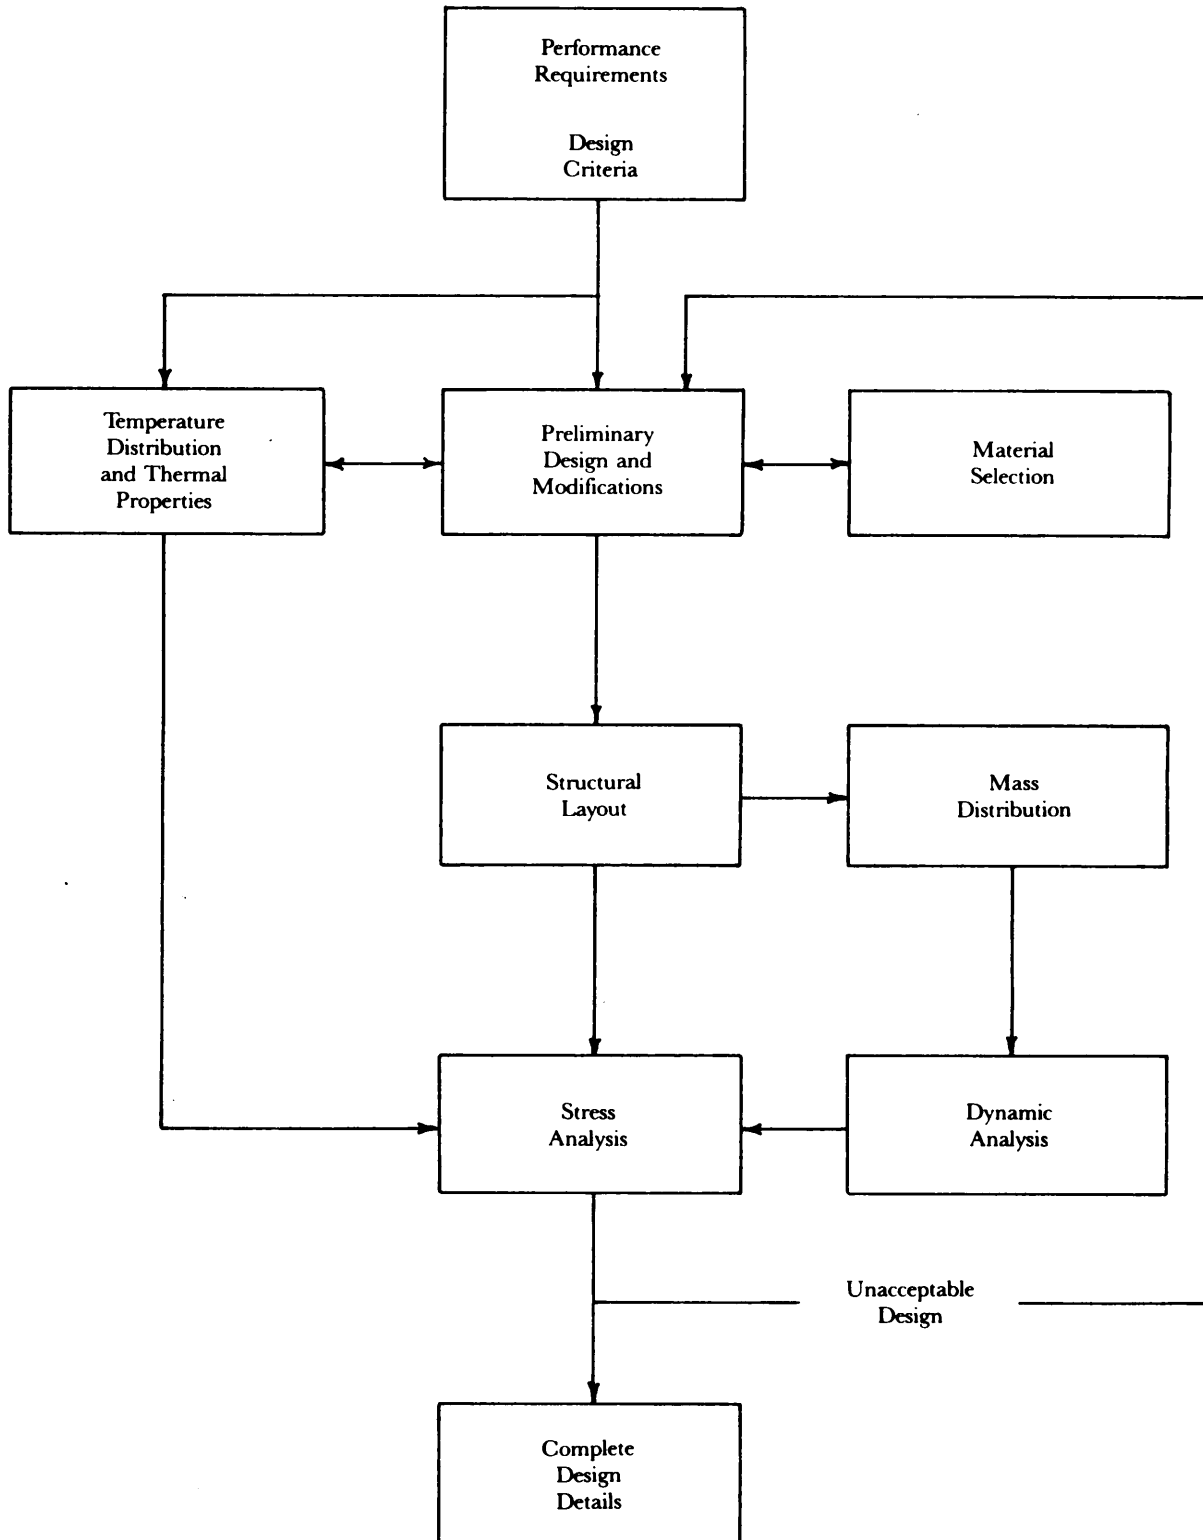 Performance
Requirements
Design
Criteria
Temperature
Distribution
and Thermal
Properties
Preliminary
Design and
Modifications
Material
Selection
Structural
Layout
Mass
Distribution
Stress
Analysis
Dynamic
Analysis
Unacceptable
Design
Complete
Design
Details